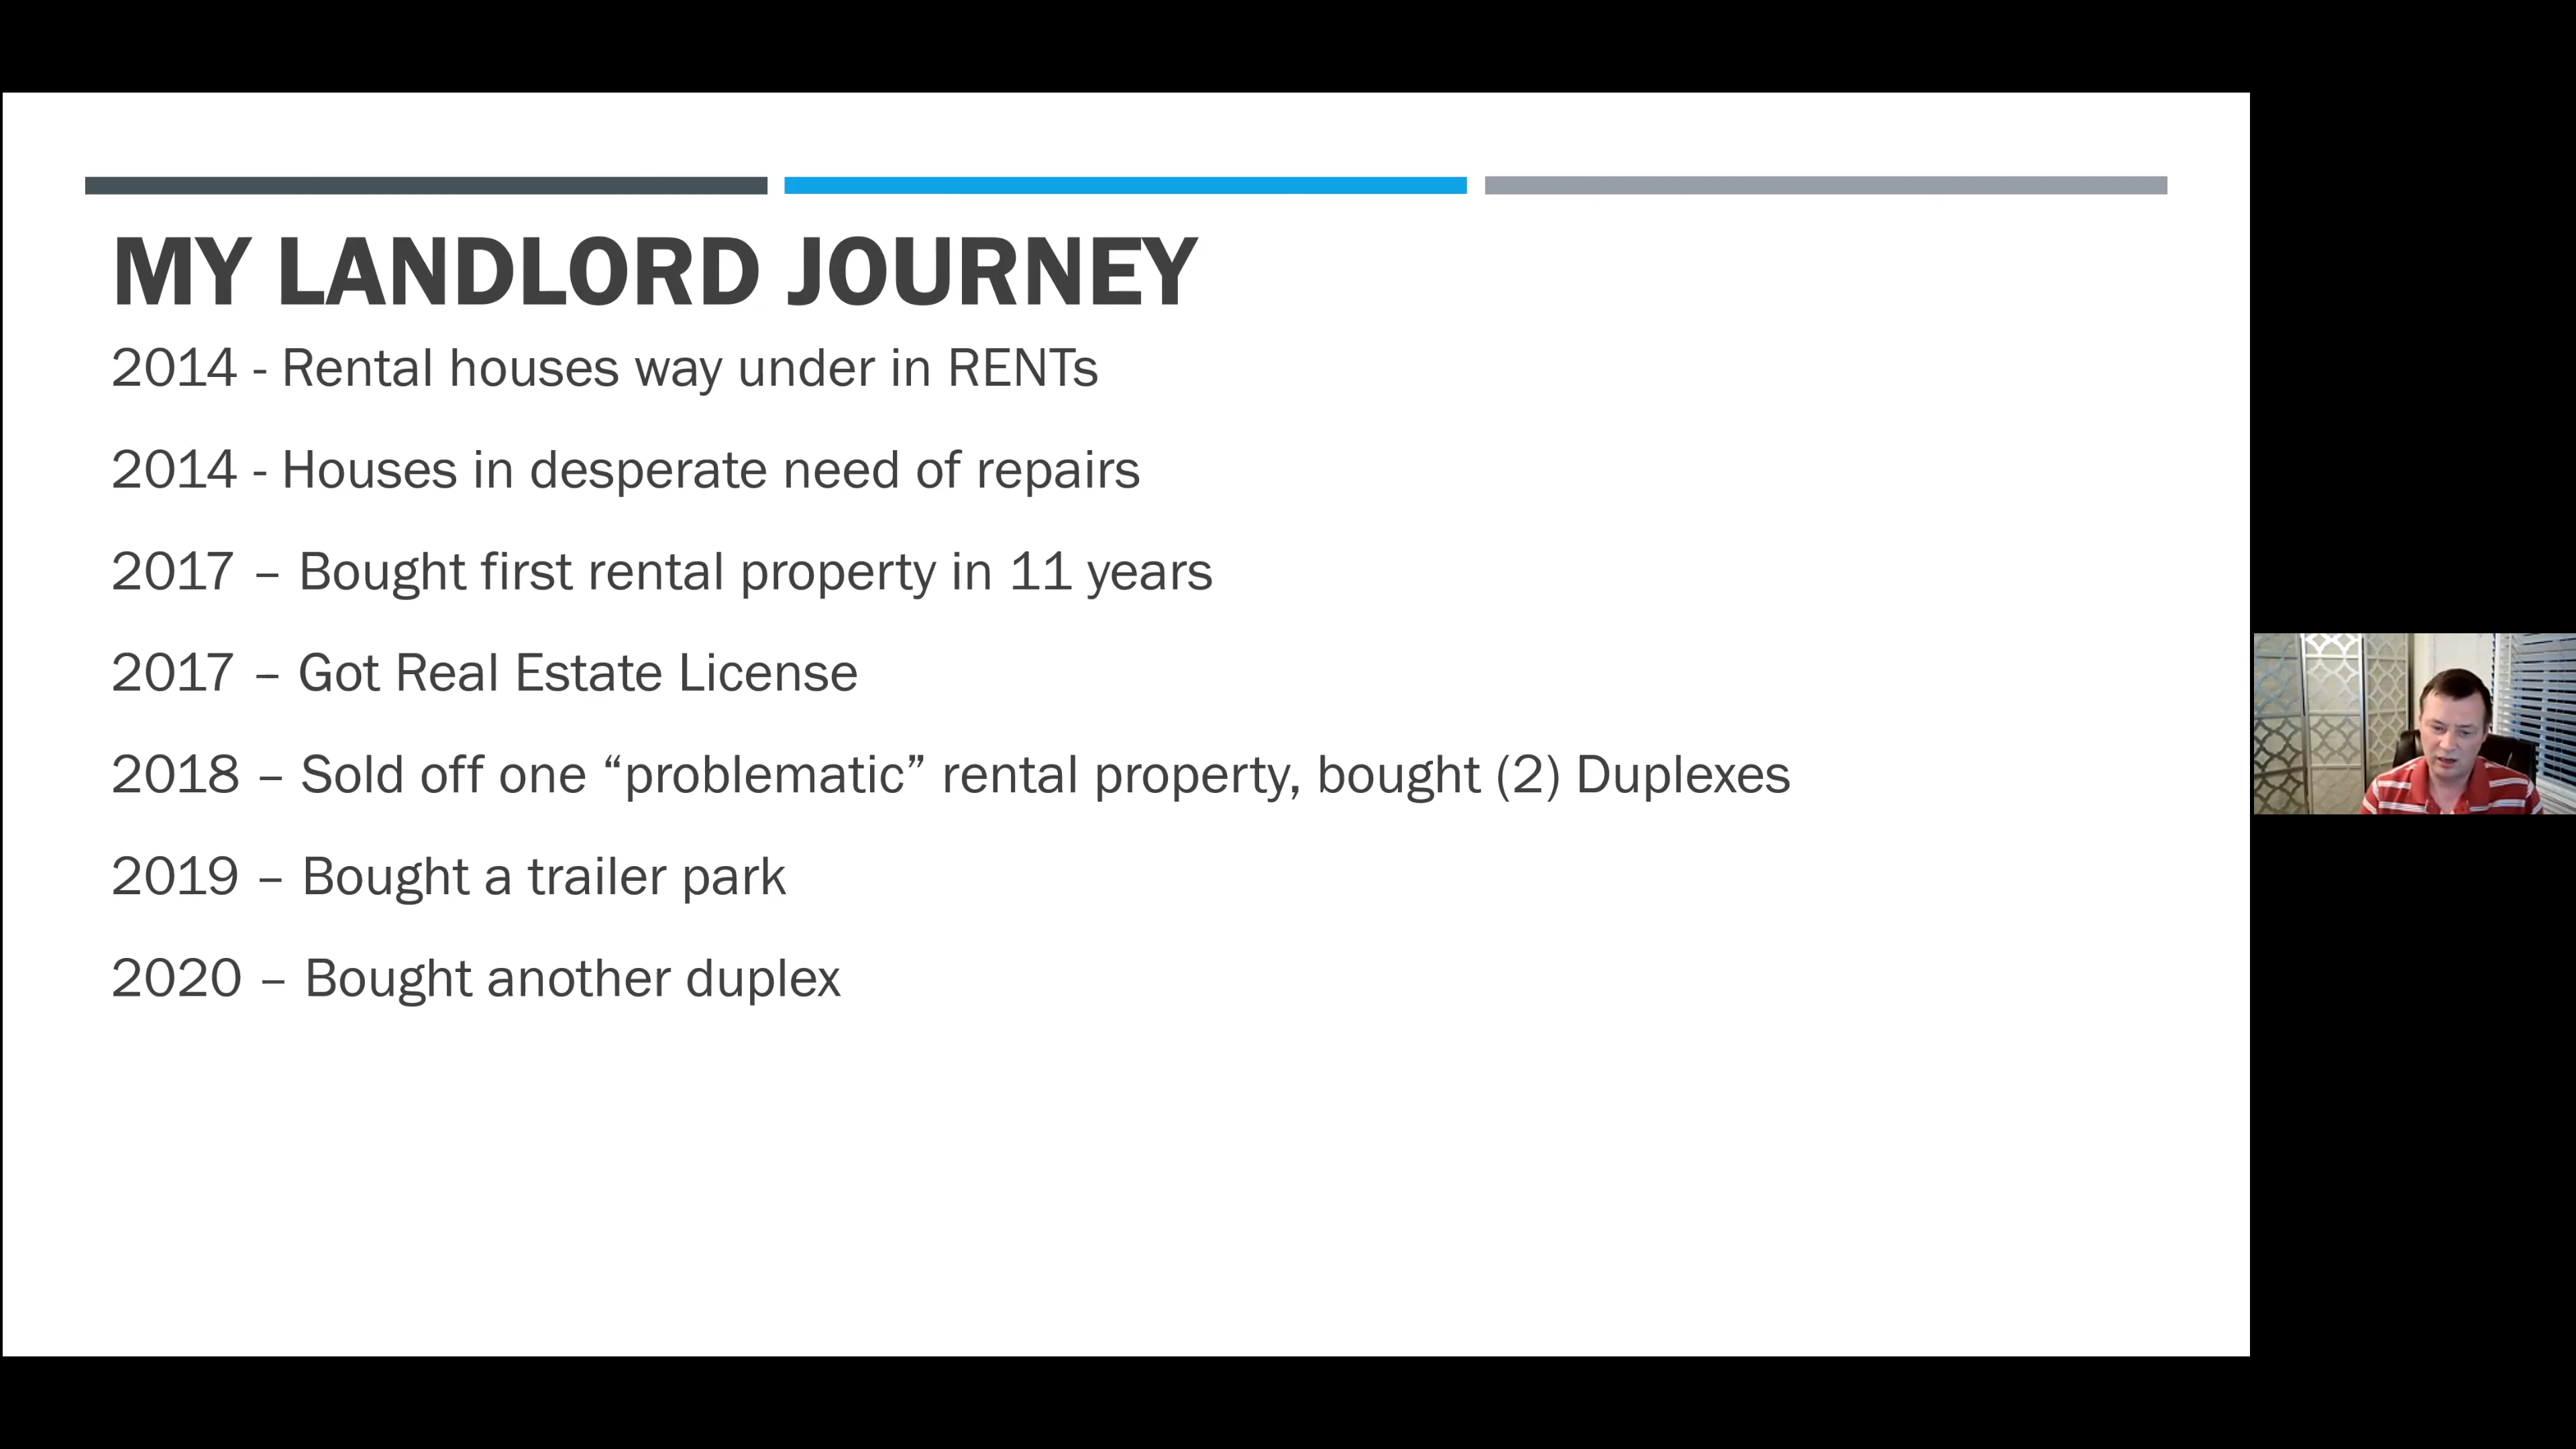 MY LANDLORD JOURNEY
2014 - Rental houses way under in RENTs
2014 - Houses in desperate need of repairs
2017 – Bought first rental property in 11 years
2017 – Got Real Estate License
2018 – Sold off one “problematic” rental property, bought (2) Duplexes
2019 – Bought a trailer park
2020 – Bought another duplex